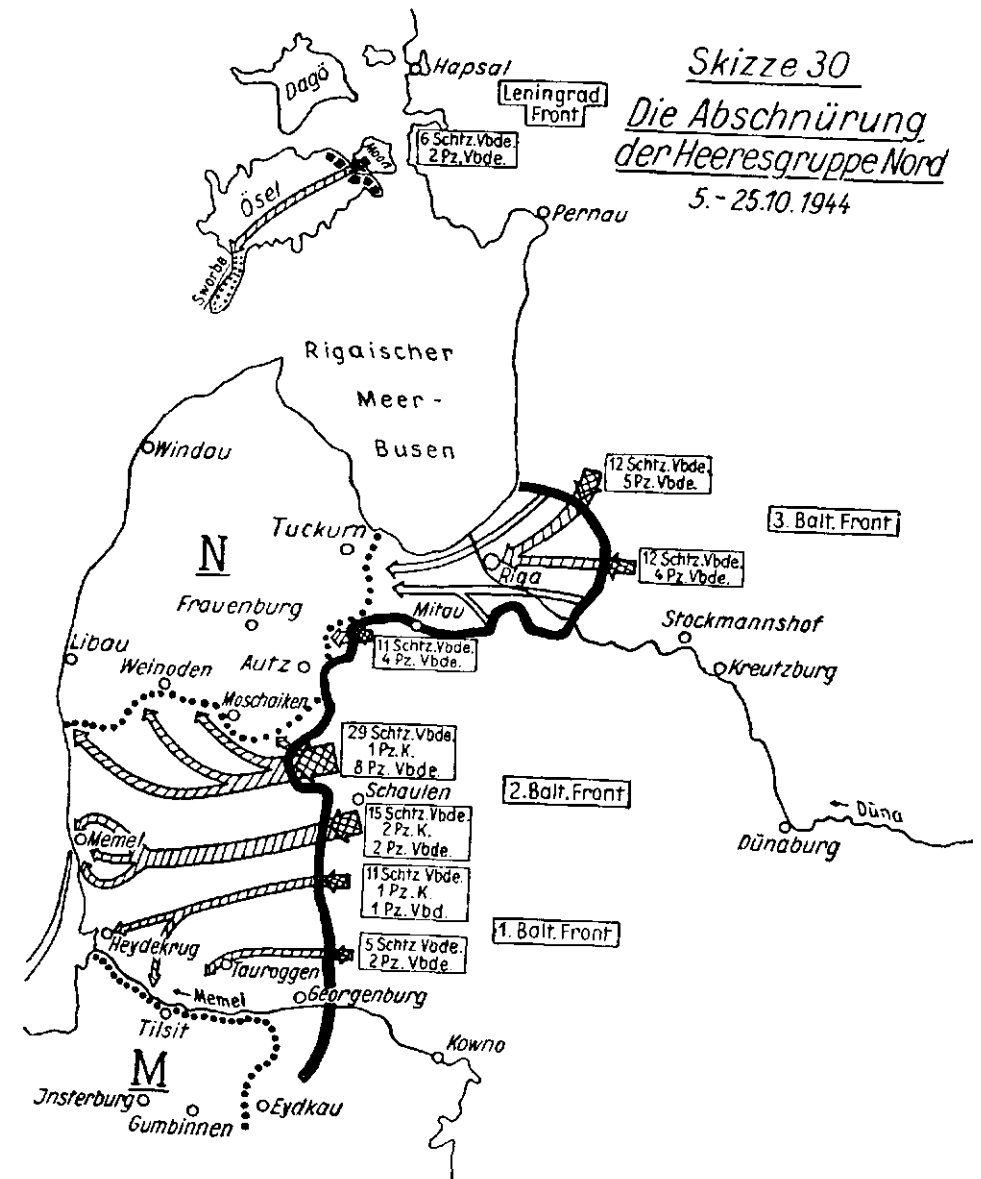 Skizze 30
Die Abschnürung
der Heeresgruppe Nord
5.-25.10.1944
Dagö
Hapsal
Leningrad
Front
6 Schtz. Vbde.
2 Pz. Vbde.
Moon
Ösel
Sworbe
Pernau
Rigaischer
Meer-
Busen
Windau
12 Schtz. Vbde.
5 Pz. Vbde.
3. Balt. Front
Tuckum
N
Riga
12 Schtz. Vbde.
4 Pz. Vbde.
Frauenburg
Mitau
Stockmannshof
Libau
11 Schtz. Vbde.
4 Pz. Vbde.
Autz
Kreutzburg
Weinoden
Moschaiken
29 Schtz. Vbde.
1 Pz. K.
8 Pz. Vbde.
Schaulen
2. Balt. Front
15 Schtz. Vbde.
2 Pz. K.
2 Pz. Vbde.
Düna
Dünaburg
Memel
11 Schtz Vbde.
1 Pz. K.
1 Pz. Vbd.
1. Balt. Front
Heydekrug
5 Schtz Vbde.
2 Pz. Vbde.
Tauroggen
Memel
Georgenburg
Tilsit
Kowno
M
Jnsterburg
Gumbinnen
Eydkau